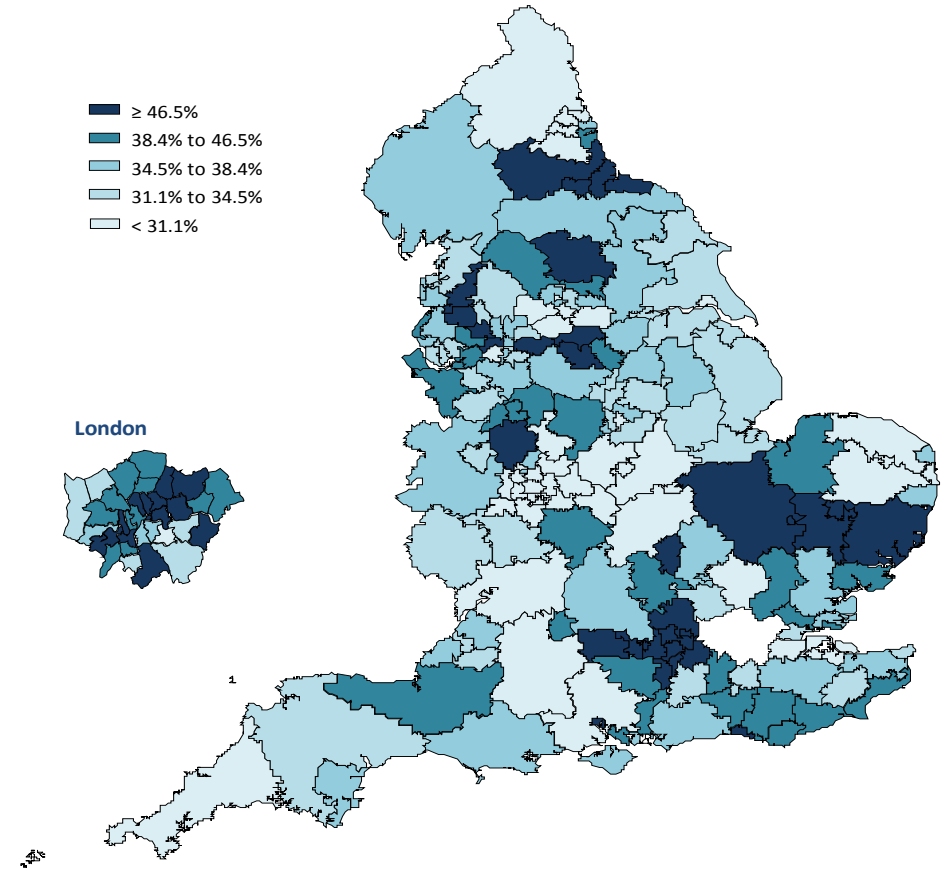 ≥ 46.5%
38.4% to 46.5%
34.5% to 38.4%
31.1% to 34.5%
< 31.1%
London